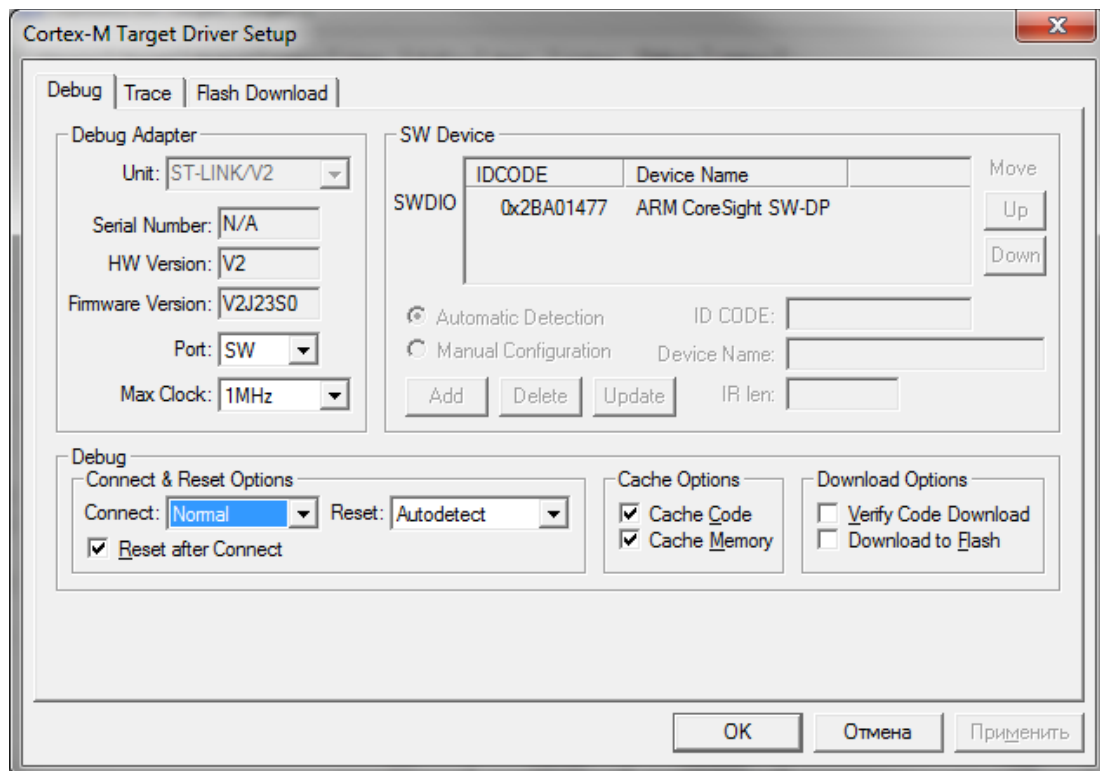 Cortex-M Target Driver Setup
Debug Trace Flash Download
Debug Adapter
Unit: ST-LINK/V2
Serial Number: N/A
HW Version: V2
Firmware Version: V2J23S0
Port: SW
Max Clock: 1MHz
SW Device
IDCODE Device Name
SWDIO 0x2BA01477 ARM CoreSight SW-DP
Move
Up
Down
Automatic Detection
Manual Configuration
ID CODE:
Device Name:
Add Delete Update IR len:
Debug
Connect & Reset Options
Connect: Normal Reset: Autodetect
Reset after Connect
Cache Options
Cache Code
Cache Memory
Download Options
Verify Code Download
Download to Flash
OK Отмена Применить